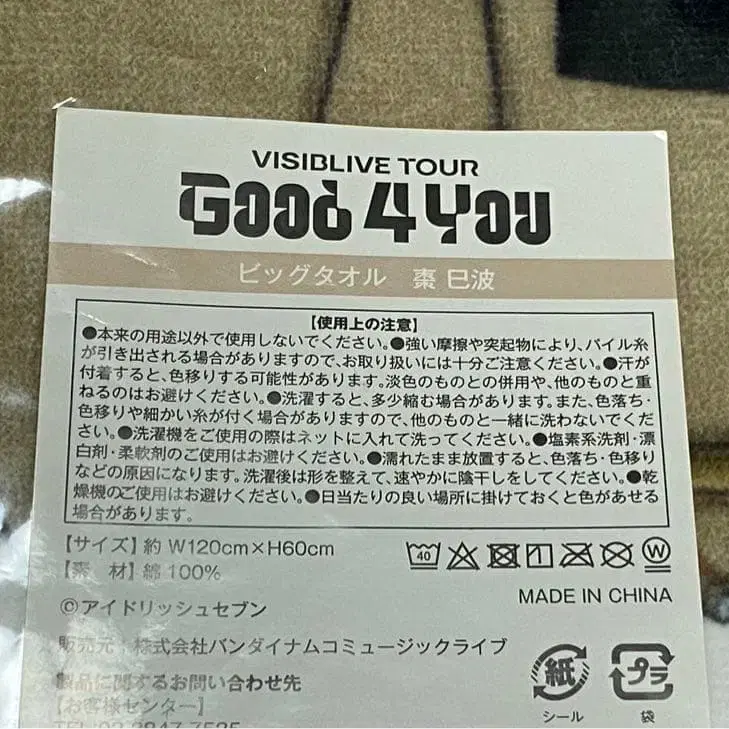 VISIBLIVE TOUR
Good 4 You
ビッグタオル 棗 巳波
【使用上の注意】
●本来の用途以外で使用しないでください。●強い摩擦や突起物により、パイル糸
が引き出される場合がありますので、お取り扱いには十分ご注意ください。●汗が
付着すると、色移りする可能性があります。淡色のものとの併用や、他のものと重
ねるのはお避けください。●洗濯すると、多少縮む場合があります。また、色落ち・
色移りや細かい糸が付く場合がありますので、他のものと一緒に洗わないでくだ
さい。●洗濯機をご使用の際はネットに入れて洗ってください。●塩素系洗剤・漂
白剤・柔軟剤のご使用はお避けください。●濡れたまま放置すると、色落ち・色移り
などの原因になります。洗濯後は形を整えて、速やかに陰干しをしてください。●乾
燥機のご使用はお避けください。●日当たりの良い場所に掛けておくと色があせる
場合があります。
【サイズ】約 W120cm×H60cm
【素 材】綿 100%
40
W
MADE IN CHINA
©アイドリッシュセブン
販売元：株式会社バンダイナムコミュージックライブ
製品に関するお問い合わせ先
【お客様センター】
紙
シール
プラ
袋